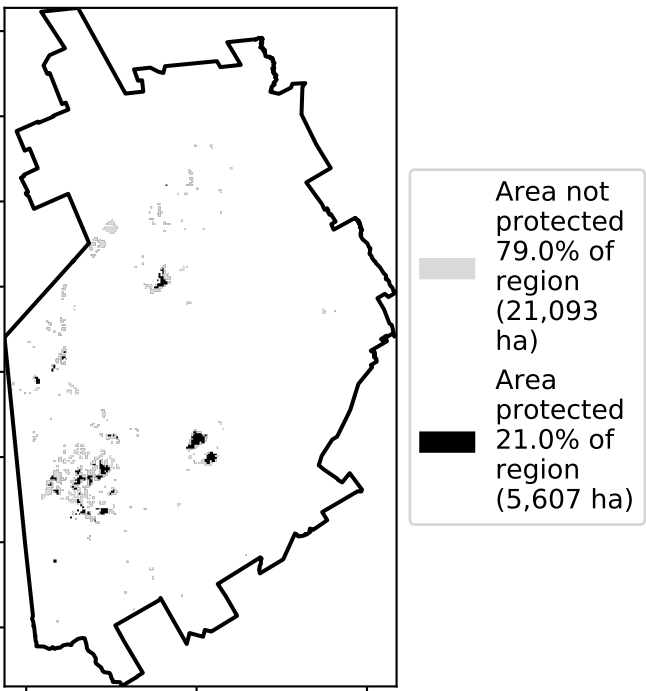 Area not
protected
79.0% of
region
(21,093
ha)
Area
protected
21.0% of
region
(5,607 ha)